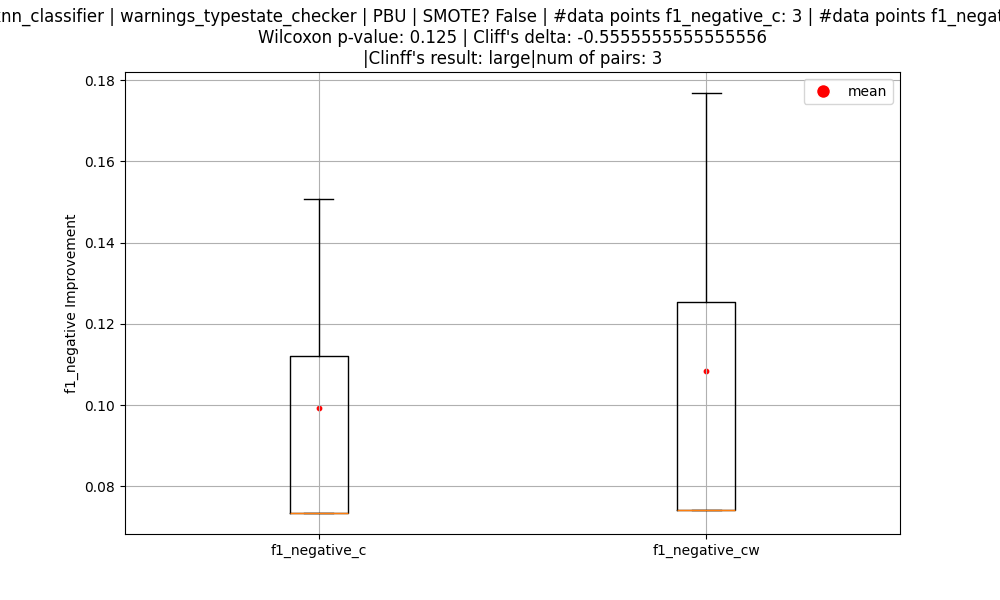 nn_classifier | warnings_typestate_checker | PBU | SMOTE? False | #data points f1_negative_c: 3 | #data points
Wilcoxon p-value: 0.125 | Cliff's delta: -0.5555555555555556
|Clinff's result: large|num of pairs: 3
mean
0.18
0.16
0.14
0.12
0.10
0.08
f1_negative Improvement
f1_negative_c
f1_negative_cw